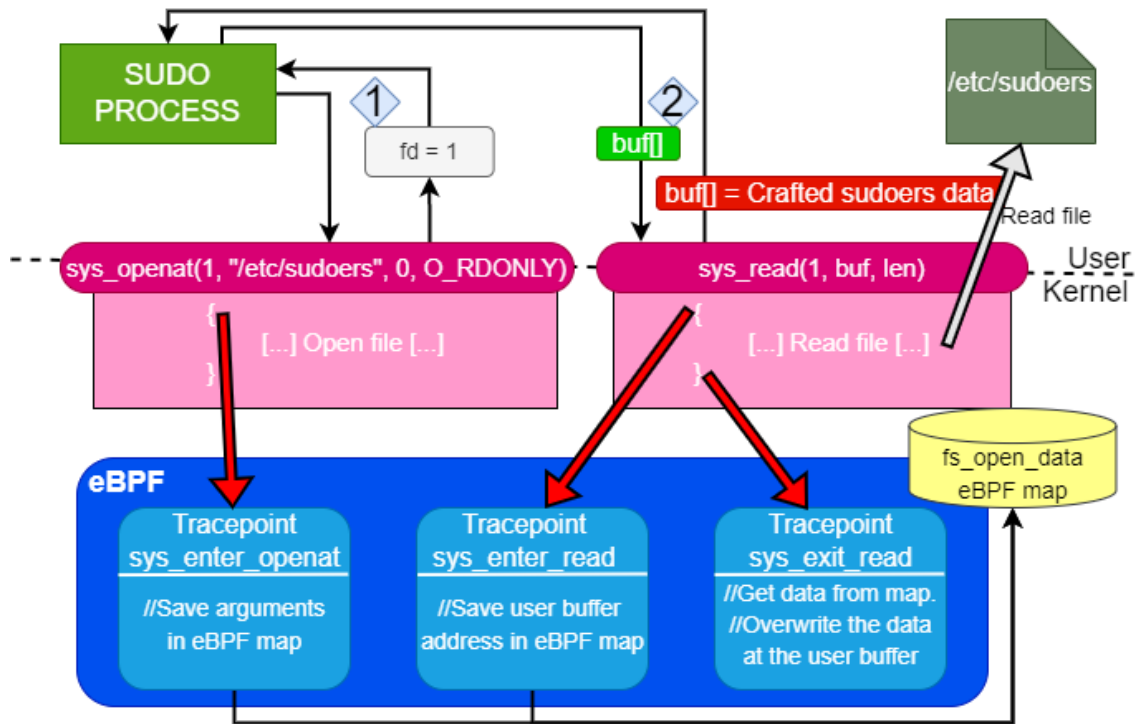 SUDO
PROCESS
1
fd = 1
2
buf[]
/etc/sudoers
buf[] = Crafted sudoers data
Read file
sys_openat(1, "/etc/sudoers", 0, O_RDONLY)
sys_read(1, buf, len)
User
Kernel
{
[...] Open file [...]
}
{
[...] Read file [...]
}
fs_open_data
eBPF map
eBPF
Tracepoint
sys_enter_openat
//Save arguments
in eBPF map
Tracepoint
sys_enter_read
//Save user buffer
address in eBPF map
Tracepoint
sys_exit_read
//Get data from map.
//Overwrite the data
at the user buffer